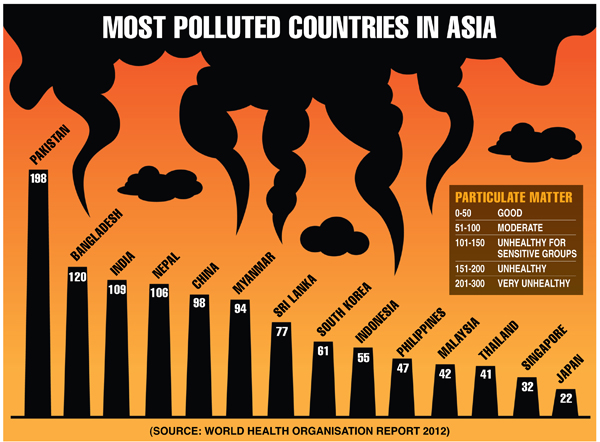 MOST POLLUTED COUNTRIES IN ASIA
PAKISTAN
198
BANGLADESH
120
INDIA
109
NEPAL
106
CHINA
98
MYANMAR
94
SRI LANKA
77
SOUTH KOREA
61
INDONESIA
55
PHILIPPINES
47
MALAYSIA
42
THAILAND
41
SINGAPORE
32
JAPAN
22
PARTICULATE MATTER
0-50 GOOD
51-100 MODERATE
101-150 UNHEALTHY FOR
SENSITIVE GROUPS
151-200 UNHEALTHY
201-300 VERY UNHEALTHY
(SOURCE: WORLD HEALTH ORGANISATION REPORT 2012)